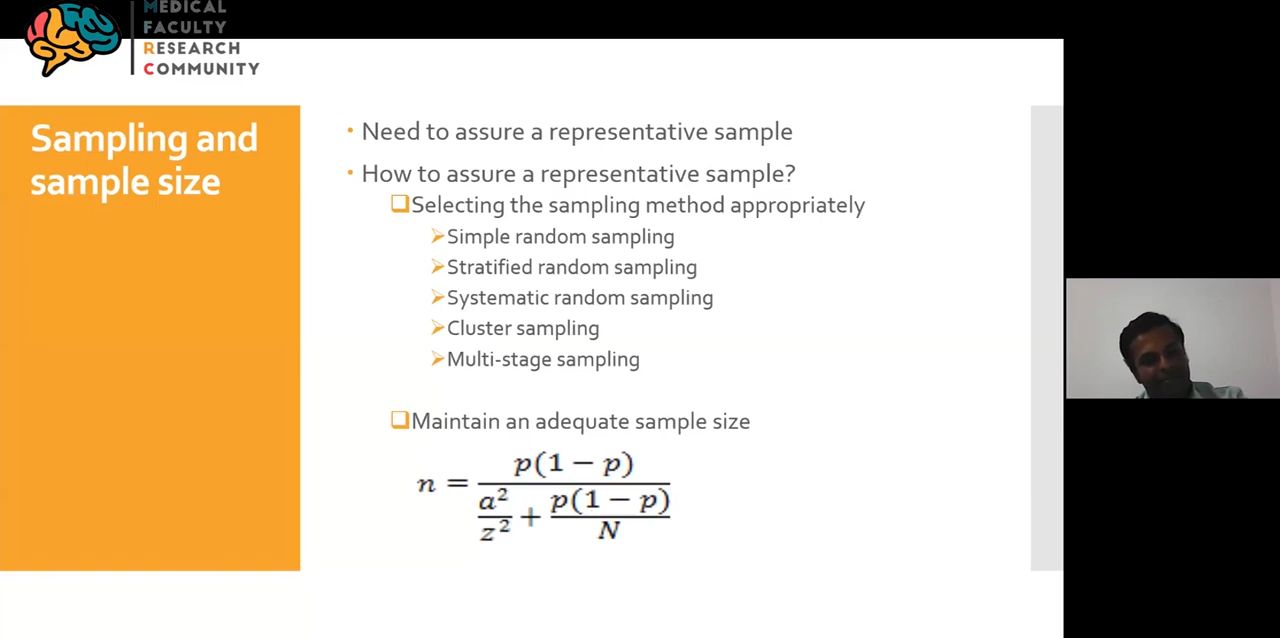 MEDICAL
FACULTY
RESEARCH
COMMUNITY
Sampling and
sample size
• Need to assure a representative sample
• How to assure a representative sample?
❑Selecting the sampling method appropriately
➢Simple random sampling
➢Stratified random sampling
➢Systematic random sampling
➢Cluster sampling
➢Multi-stage sampling
❑Maintain an adequate sample size
n = p(1 − p) / (a²/z² + p(1 − p)/N)